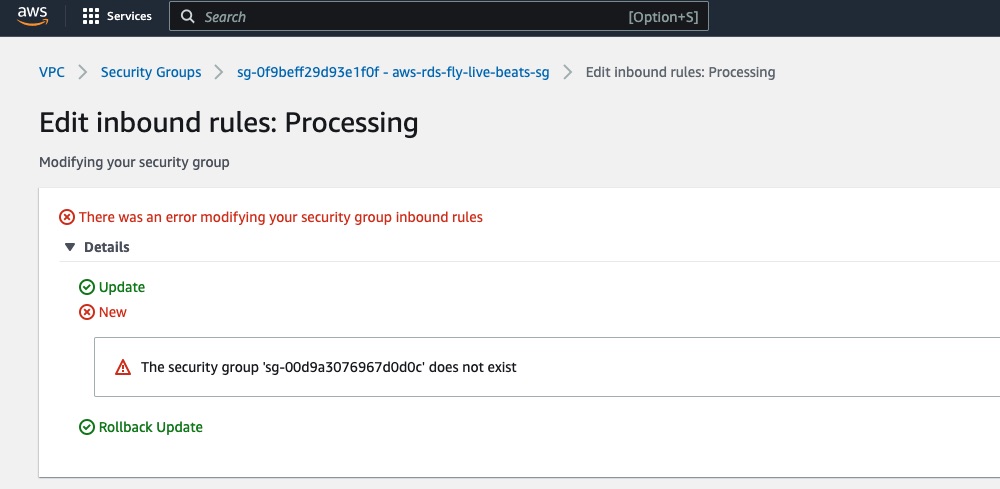 aws Services Search [Option+S]
VPC > Security Groups > sg-0f9beff29d93e1f0f - aws-rds-fly-live-beats-sg > Edit inbound rules: Processing
Edit inbound rules: Processing
Modifying your security group
There was an error modifying your security group inbound rules
Details
Update
New
The security group 'sg-00d9a3076967d0d0c' does not exist
Rollback Update